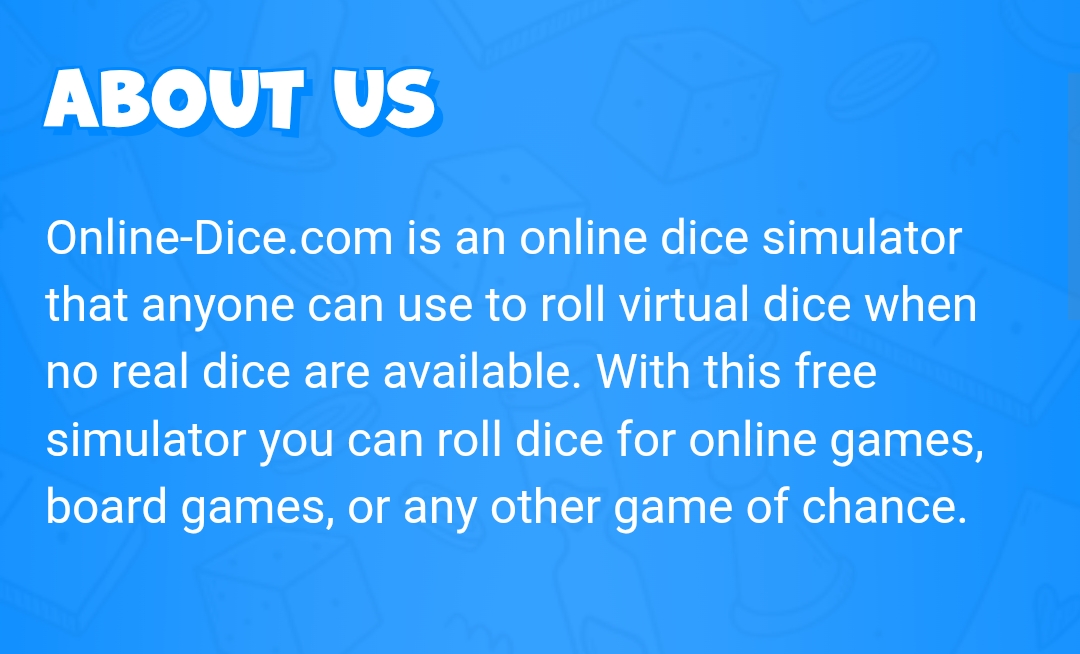 ABOUT US
Online-Dice.com is an online dice simulator
that anyone can use to roll virtual dice when
no real dice are available. With this free
simulator you can roll dice for online games,
board games, or any other game of chance.